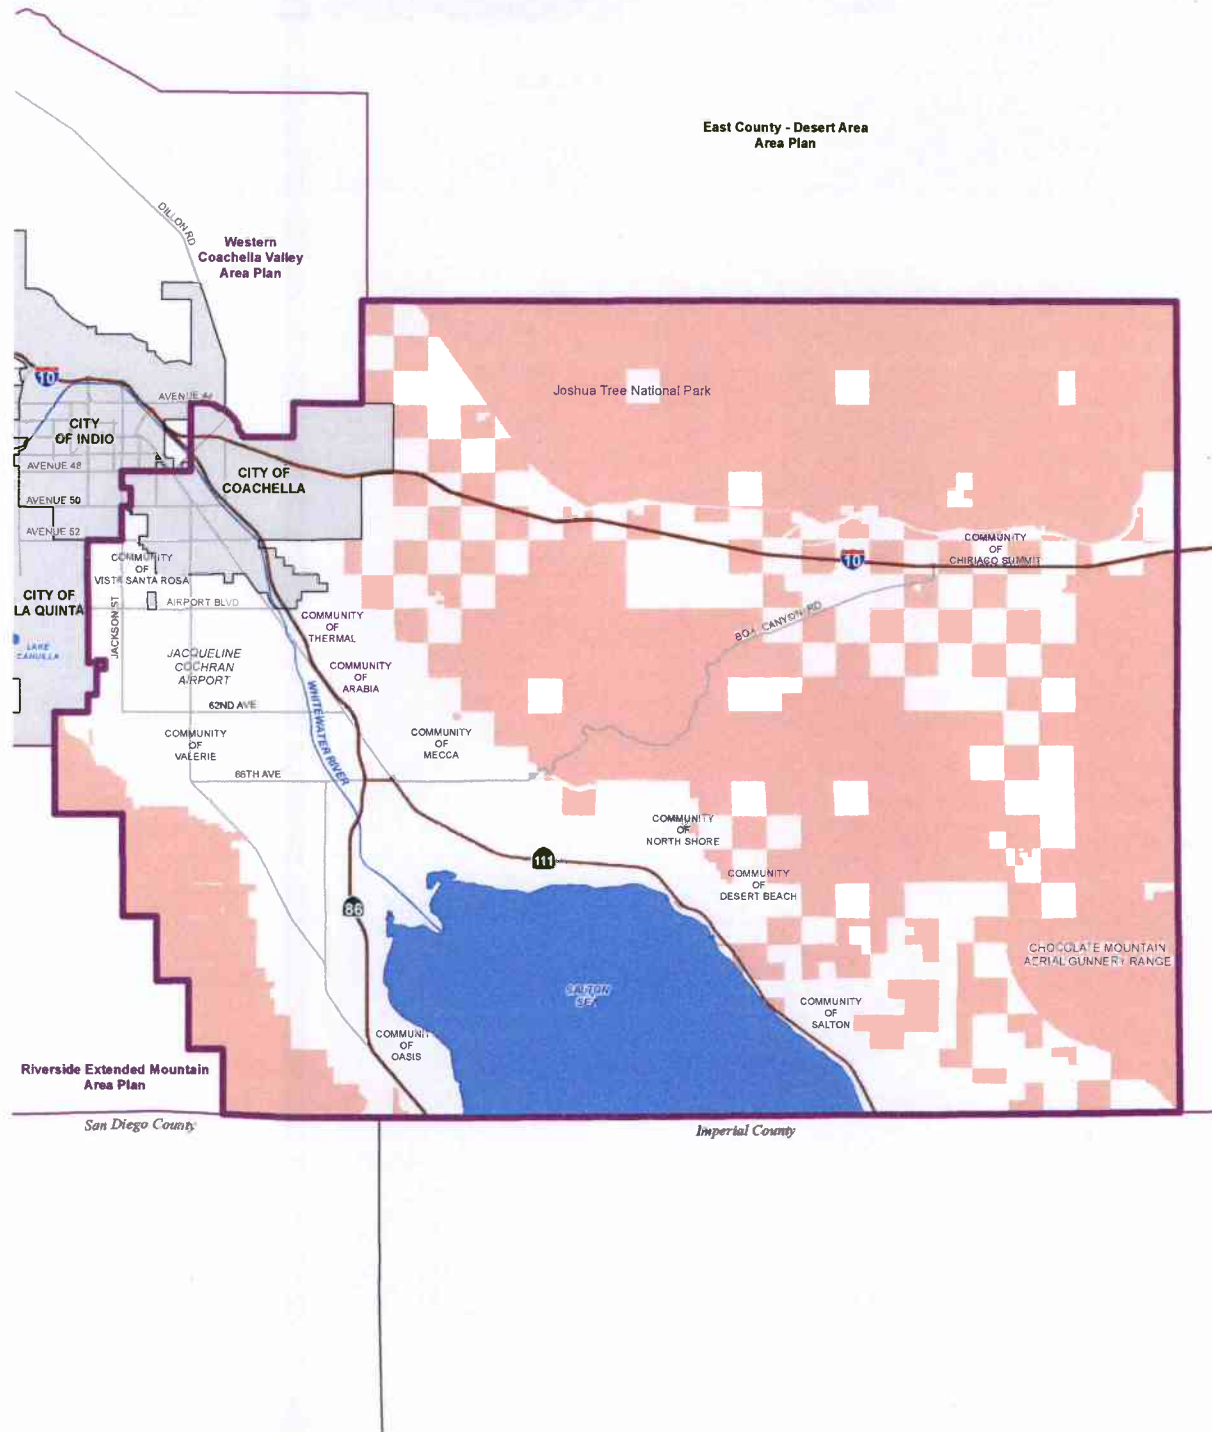 East County - Desert Area
Area Plan
DILLON RD
Western
Coachella Valley
Area Plan
10
Joshua Tree National Park
AVENUE 44
CITY
OF INDIO
AVENUE 48
CITY OF
COACHELLA
AVENUE 50
AVENUE 52
COMMUNITY
OF
VISTA SANTA ROSA
COMMUNITY
OF
CHIRIACO SUMMIT
10
CITY OF
LA QUINTA
JACKSON ST
AIRPORT BLVD
COMMUNITY
OF
THERMAL
BOX CANYON RD
LAKE
CAHUILLA
JACQUELINE
COCHRAN
AIRPORT
COMMUNITY
OF
ARABIA
WHITEWATER RIVER
62ND AVE
COMMUNITY
OF
VALERIE
COMMUNITY
OF
MECCA
66TH AVE
COMMUNITY
OF
NORTH SHORE
111
COMMUNITY
OF
DESERT BEACH
86
CHOCOLATE MOUNTAIN
AERIAL GUNNERY RANGE
SALTON
SEA
COMMUNITY
OF
SALTON
COMMUNIT
OF
OASIS
Riverside Extended Mountain
Area Plan
San Diego County
Imperial County